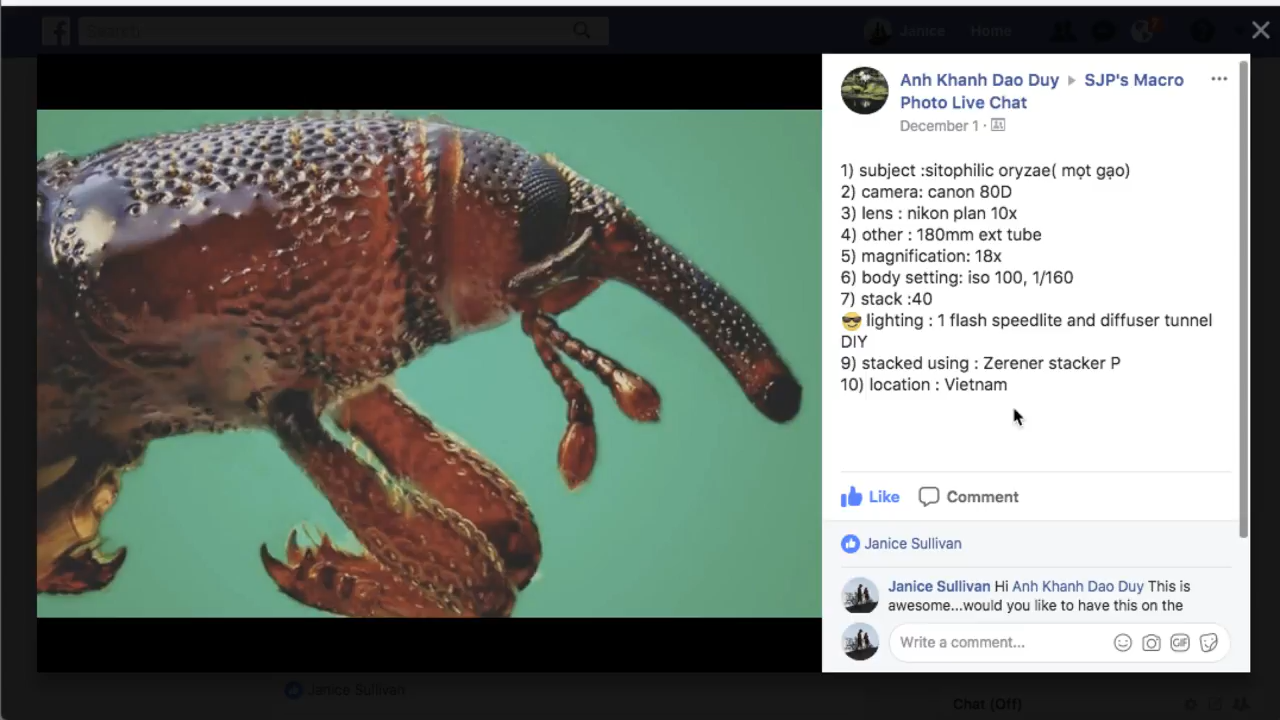 Search
Janice
Home
Anh Khanh Dao Duy ▸ SJP's Macro
Photo Live Chat
December 1 ·
1) subject :sitophilic oryzae( mọt gạo)
2) camera: canon 80D
3) lens : nikon plan 10x
4) other : 180mm ext tube
5) magnification: 18x
6) body setting: iso 100, 1/160
7) stack :40
😎 lighting : 1 flash speedlite and diffuser tunnel
DIY
9) stacked using : Zerener stacker P
10) location : Vietnam
Like
Comment
Janice Sullivan
Janice Sullivan Hi Anh Khanh Dao Duy This is
awesome...would you like to have this on the
Write a comment...
GIF
Janice Sullivan
Chat (Off)